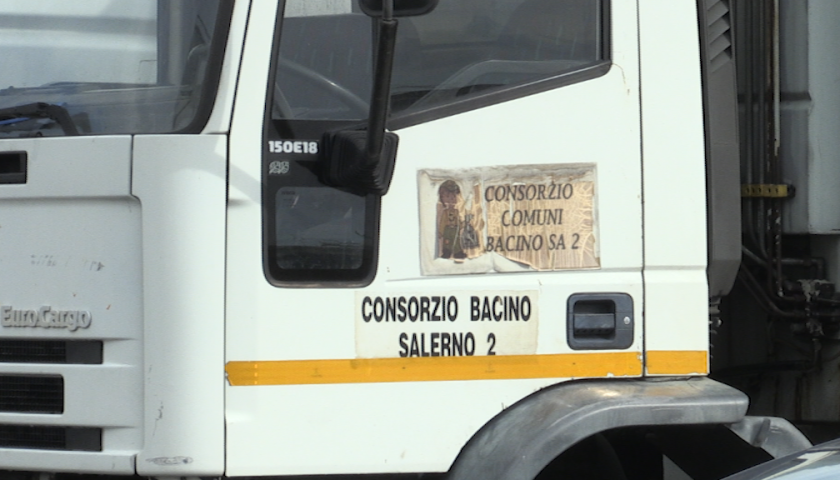 150E18
CONSORZIO
COMUNI
BACINO SA 2
EuroCargo
CONSORZIO BACINO
SALERNO 2